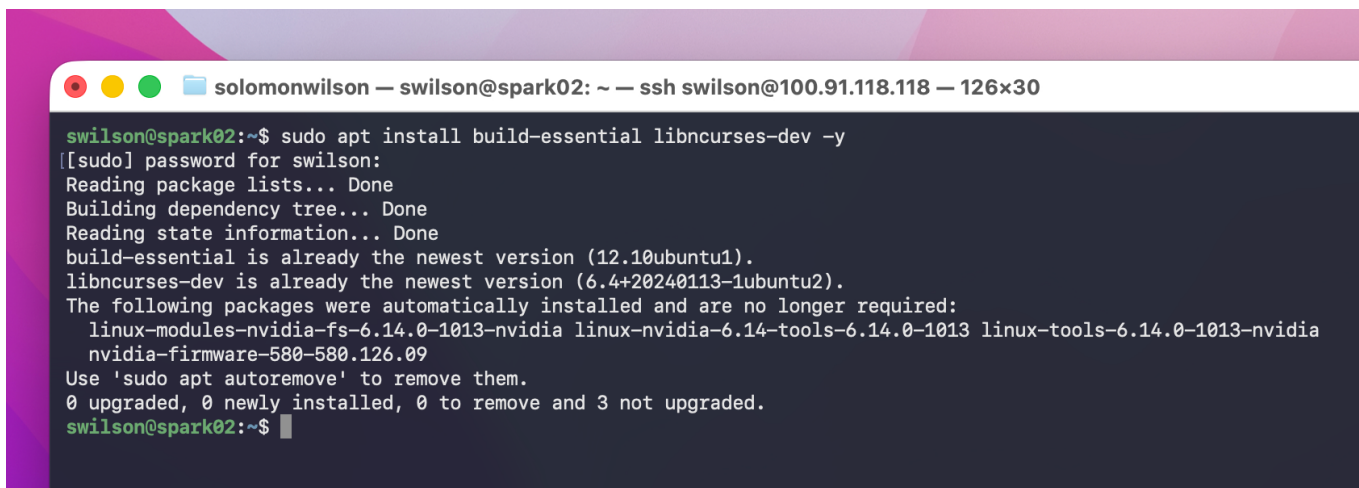 solomonwilson — swilson@spark02: ~ — ssh swilson@100.91.118.118 — 126×30
swilson@spark02:~$ sudo apt install build-essential libncurses-dev -y
[[sudo] password for swilson:
Reading package lists... Done
Building dependency tree... Done
Reading state information... Done
build-essential is already the newest version (12.10ubuntu1).
libncurses-dev is already the newest version (6.4+20240113-1ubuntu2).
The following packages were automatically installed and are no longer required:
  linux-modules-nvidia-fs-6.14.0-1013-nvidia linux-nvidia-6.14-tools-6.14.0-1013 linux-tools-6.14.0-1013-nvidia
  nvidia-firmware-580-580.126.09
Use 'sudo apt autoremove' to remove them.
0 upgraded, 0 newly installed, 0 to remove and 3 not upgraded.
swilson@spark02:~$